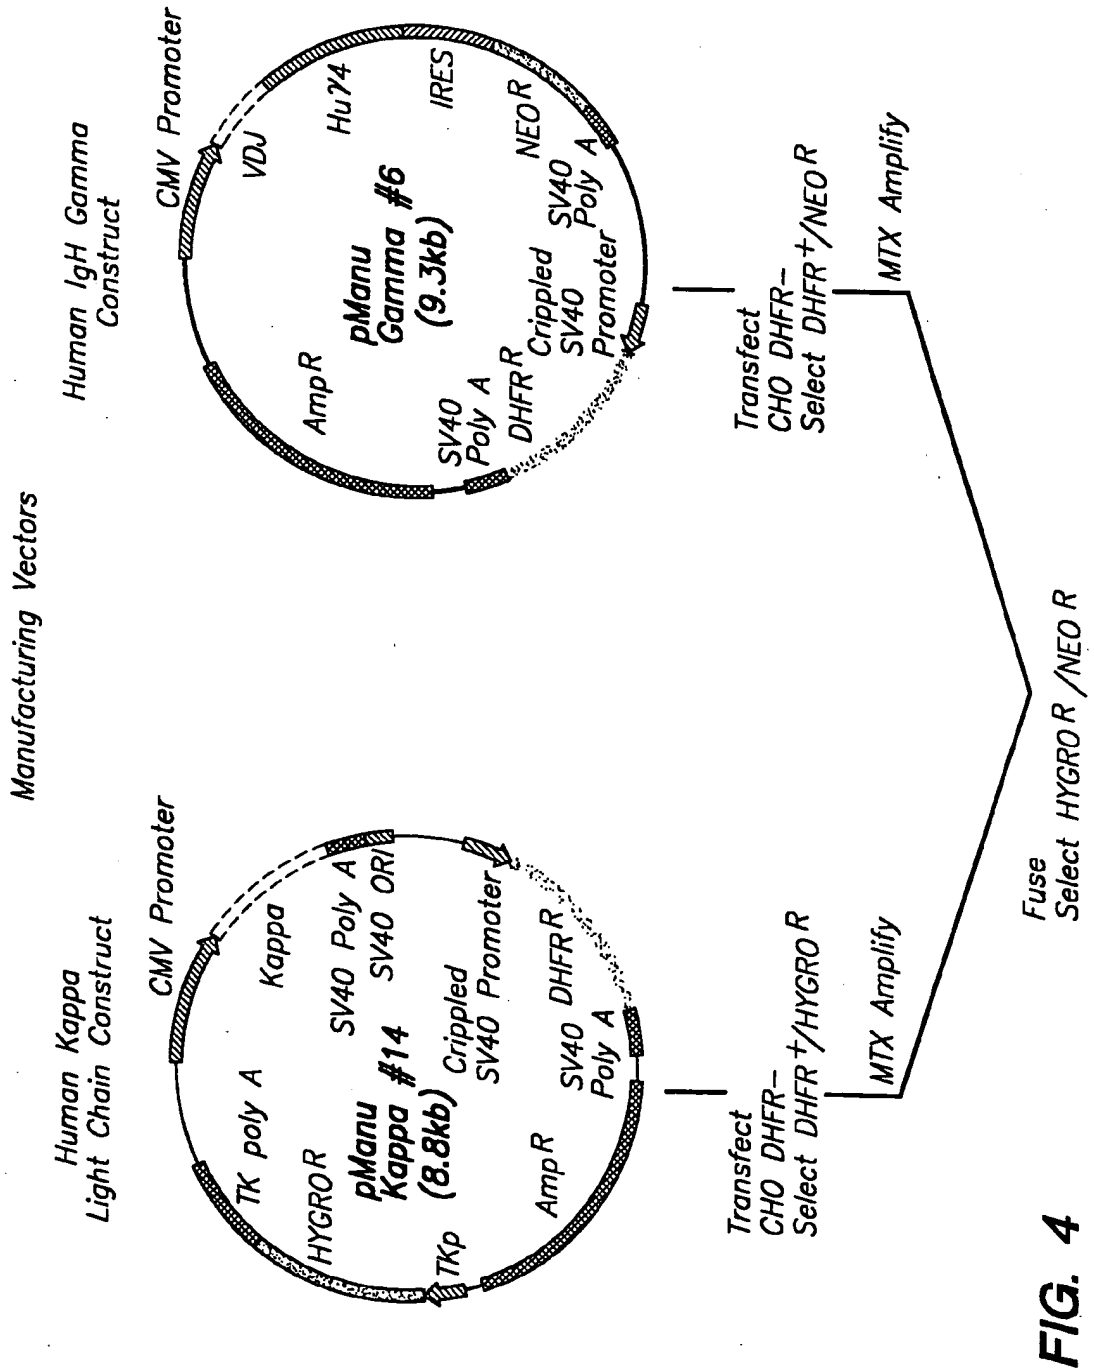 Manufacturing Vectors
Human Kappa
Light Chain Construct
CMV Promoter
Kappa
SV40 Poly A
SV40 ORI
Crippled
SV40 Promoter
DHFR R
SV40
Poly A
AmpR
TKp
HYGRO R
TK poly A
pManu
Kappa #14
(8.8kb)
Transfect
CHO DHFR-
Select DHFR+/HYGRO R
MTX Amplify
Human IgH Gamma
Construct
CMV Promoter
VDJ
Huγ4
IRES
NEO R
SV40
Poly A
Crippled
SV40
Promoter
DHFR R
SV40
Poly A
AmpR
pManu
Gamma #6
(9.3kb)
Transfect
CHO DHFR-
Select DHFR+/NEO R
MTX Amplify
Fuse
Select HYGRO R /NEO R
FIG. 4